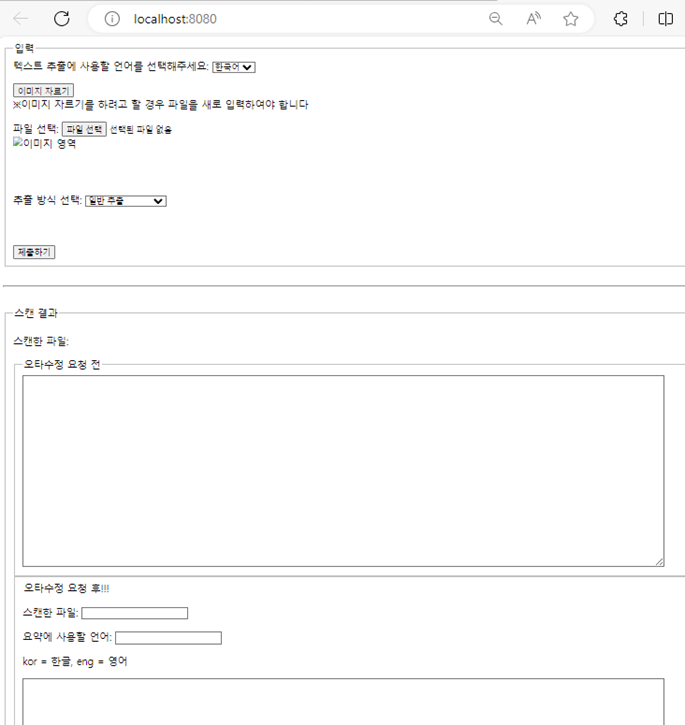 localhost:8080
입력
텍스트 추출에 사용할 언어를 선택해주세요: 한국어
이미지 자르기
※이미지 자르기를 하려고 할 경우 파일을 새로 입력하여야 합니다
파일 선택: 파일 선택 선택된 파일 없음
이미지 영역
추출 방식 선택: 일반 추출
제출하기
스캔 결과
스캔한 파일:
오타수정 요청 전
오타수정 요청 후!!!
스캔한 파일:
요약에 사용할 언어:
kor = 한글, eng = 영어